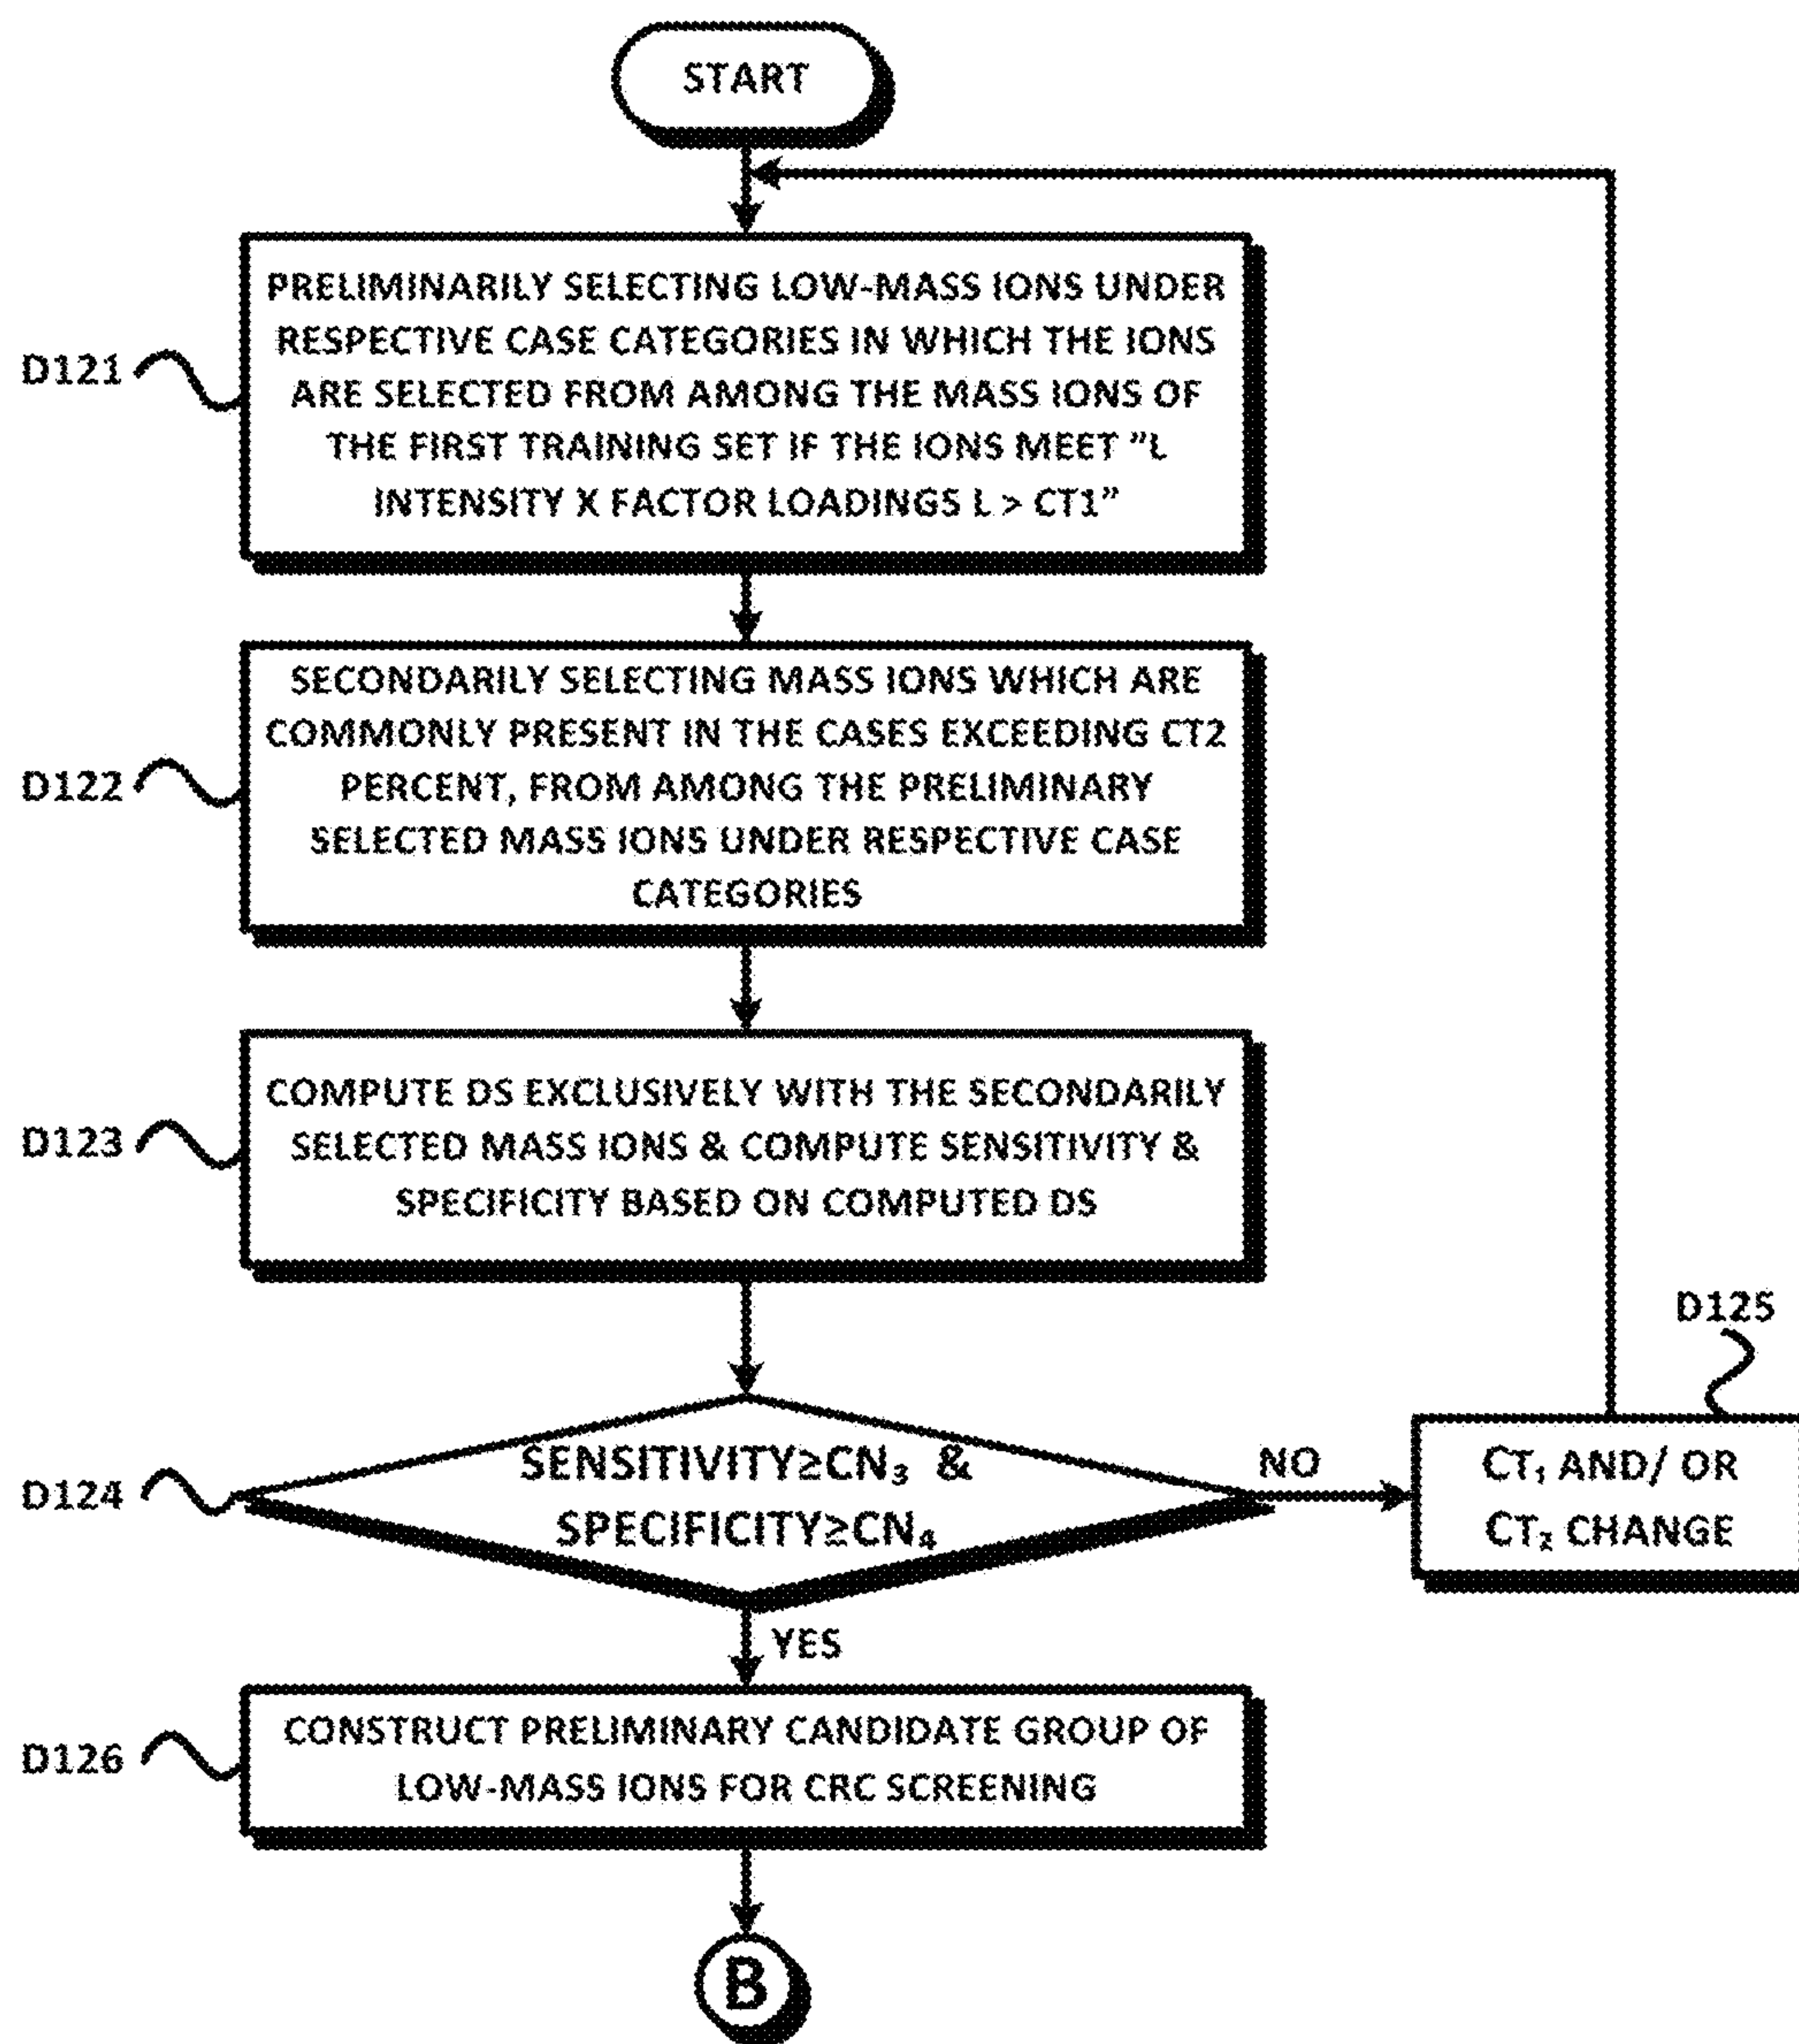 START
PRELIMINARILY SELECTING LOW-MASS IONS UNDER
RESPECTIVE CASE CATEGORIES IN WHICH THE IONS
ARE SELECTED FROM AMONG THE MASS IONS OF
THE FIRST TRAINING SET IF THE IONS MEET "L
INTENSITY X FACTOR LOADINGS L > CT1"
D121
SECONDARILY SELECTING MASS IONS WHICH ARE
COMMONLY PRESENT IN THE CASES EXCEEDING CT2
PERCENT, FROM AMONG THE PRELIMINARY
SELECTED MASS IONS UNDER RESPECTIVE CASE
CATEGORIES
D122
COMPUTE DS EXCLUSIVELY WITH THE SECONDARILY
SELECTED MASS IONS & COMPUTE SENSITIVITY &
SPECIFICITY BASED ON COMPUTED DS
D123
SENSITIVITY≥CN₃ &
SPECIFICITY≥CN₄
D124
NO
D125
CT₁ AND/ OR
CT₂ CHANGE
YES
CONSTRUCT PRELIMINARY CANDIDATE GROUP OF
LOW-MASS IONS FOR CRC SCREENING
D126
B